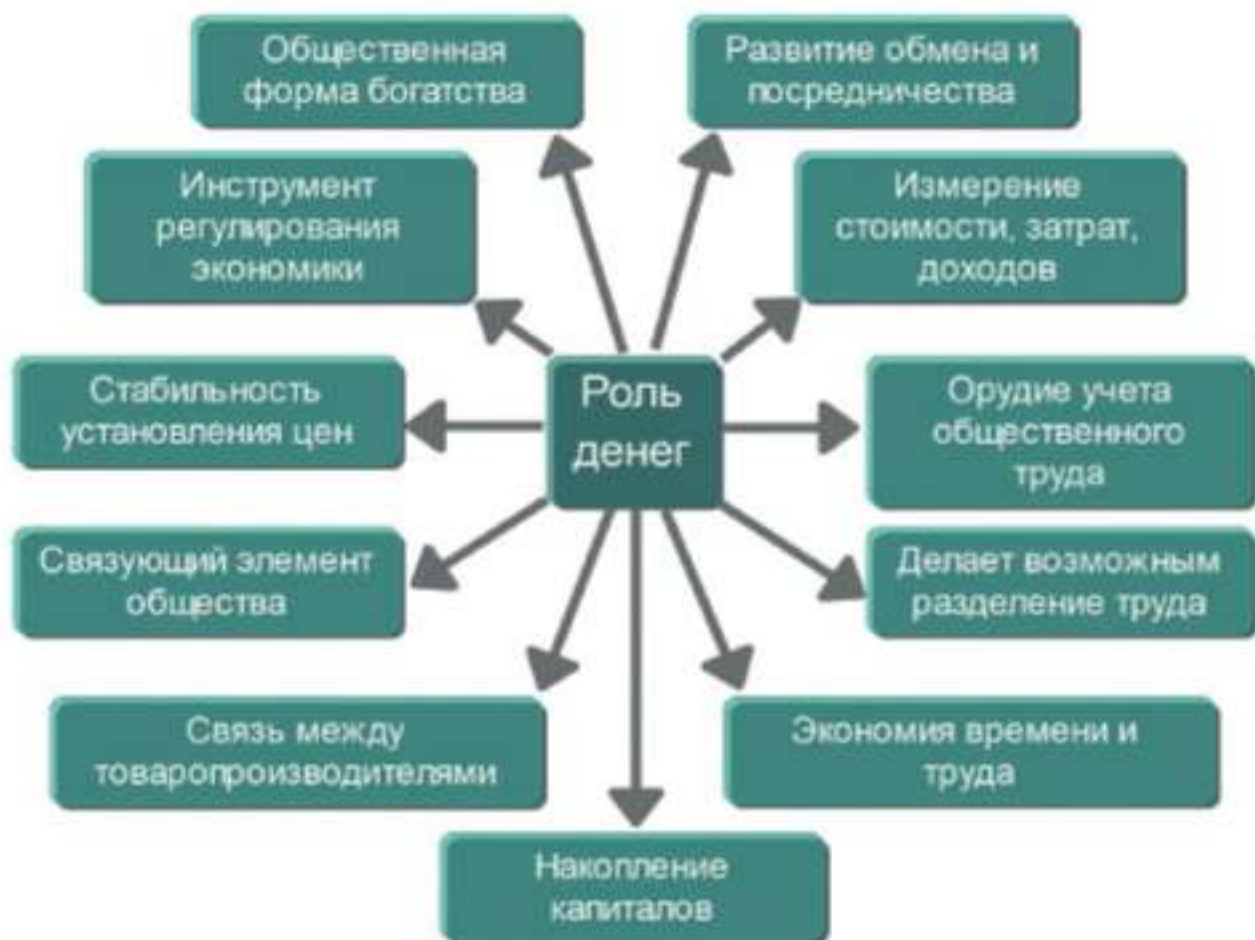 Общественная
форма богатства
Развитие обмена и
посредничества
Инструмент
регулирования
экономики
Измерение
стоимости, затрат,
доходов
Стабильность
установления цен
Роль
денег
Орудие учета
общественного
труда
Связующий элемент
общества
Делает возможным
разделение труда
Связь между
товаропроизводителями
Экономия времени и
труда
Накопление
капиталов